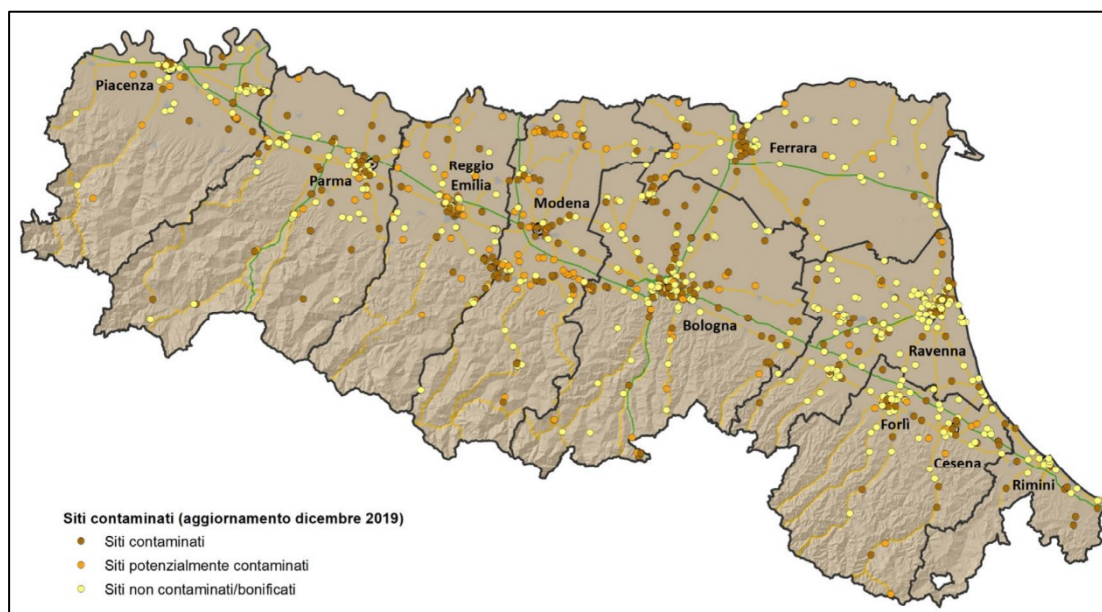 Piacenza
Parma
Reggio
Emilia
Modena
Ferrara
Bologna
Ravenna
Forlì
Cesena
Rimini
Siti contaminati (aggiornamento dicembre 2019)
Siti contaminati
Siti potenzialmente contaminati
Siti non contaminati/bonificati